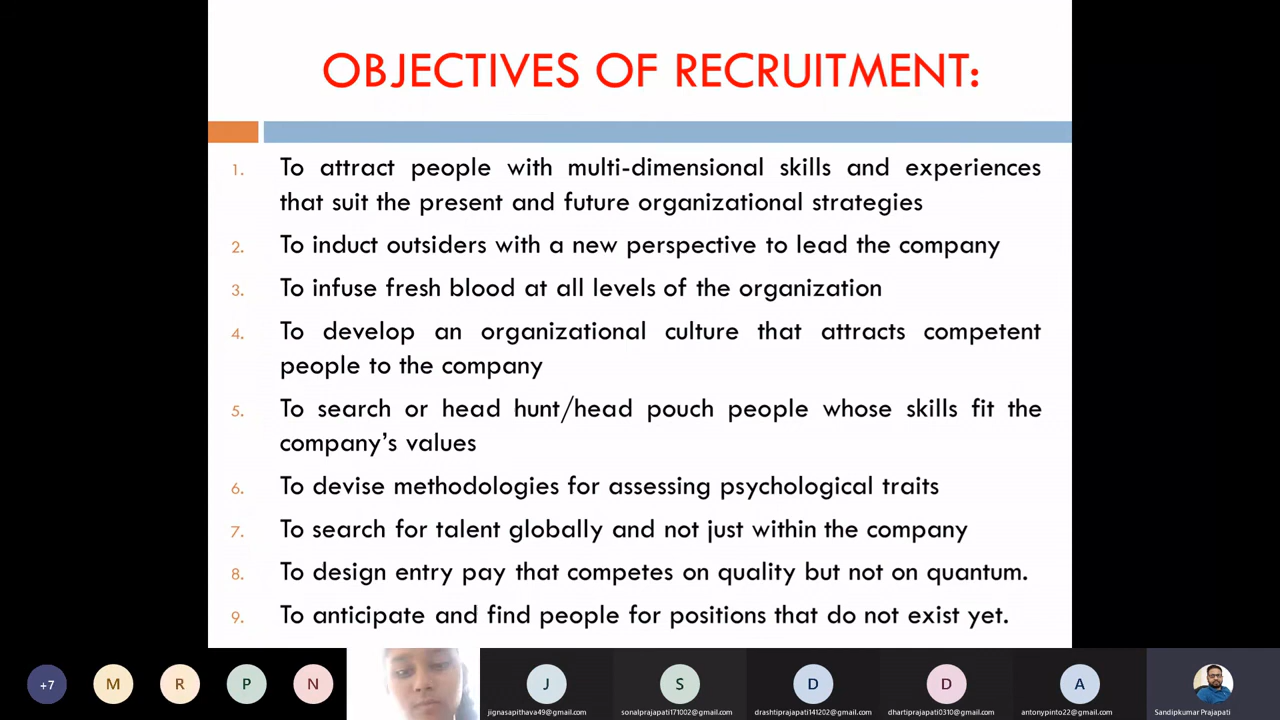 OBJECTIVES OF RECRUITMENT:
1. To attract people with multi-dimensional skills and experiences
that suit the present and future organizational strategies
2. To induct outsiders with a new perspective to lead the company
3. To infuse fresh blood at all levels of the organization
4. To develop an organizational culture that attracts competent
people to the company
5. To search or head hunt/head pouch people whose skills fit the
company's values
6. To devise methodologies for assessing psychological traits
7. To search for talent globally and not just within the company
8. To design entry pay that competes on quality but not on quantum.
9. To anticipate and find people for positions that do not exist yet.
+7 M R P N J S D D A
jignasapithava49@gmail.com sonalprajapati171002@gmail.com drashtiprajapati141202@gmail.com dhartiprajapati0310@gmail.com antonypinto22@gmail.com Sandipkumar Prajapati